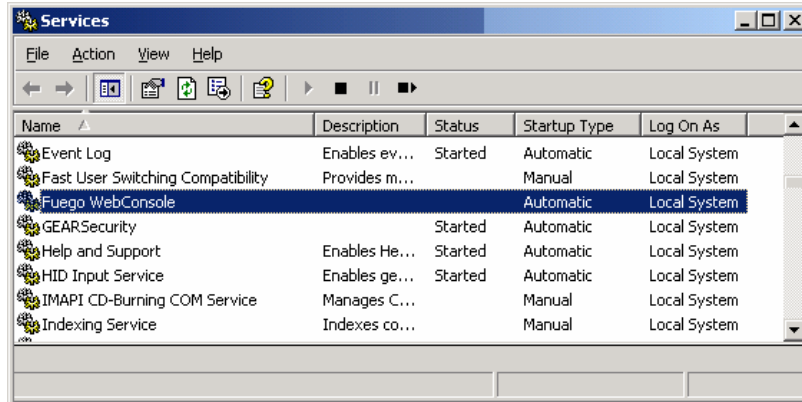 Services
File Action View Help
Name Description Status Startup Type Log On As
Event Log Enables ev... Started Automatic Local System
Fast User Switching Compatibility Provides m... Manual Local System
Fuego WebConsole Automatic Local System
GEARSecurity Started Automatic Local System
Help and Support Enables He... Started Automatic Local System
HID Input Service Enables ge... Started Automatic Local System
IMAPI CD-Burning COM Service Manages C... Manual Local System
Indexing Service Indexes co... Manual Local System